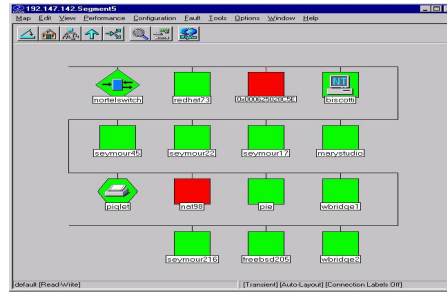 192.147.142.Segment5
Map Edit View Performance Configuration Fault Tools Options Window Help
nortelswitch redhat73 biscotti
seymour45 seymour22 seymour17 marystudio
piglet nat98 pie wbridge1
seymour216 freebsd205 wbridge2
default [Read-Write] [Transient] [Auto-Layout] [Connection Labels Off]